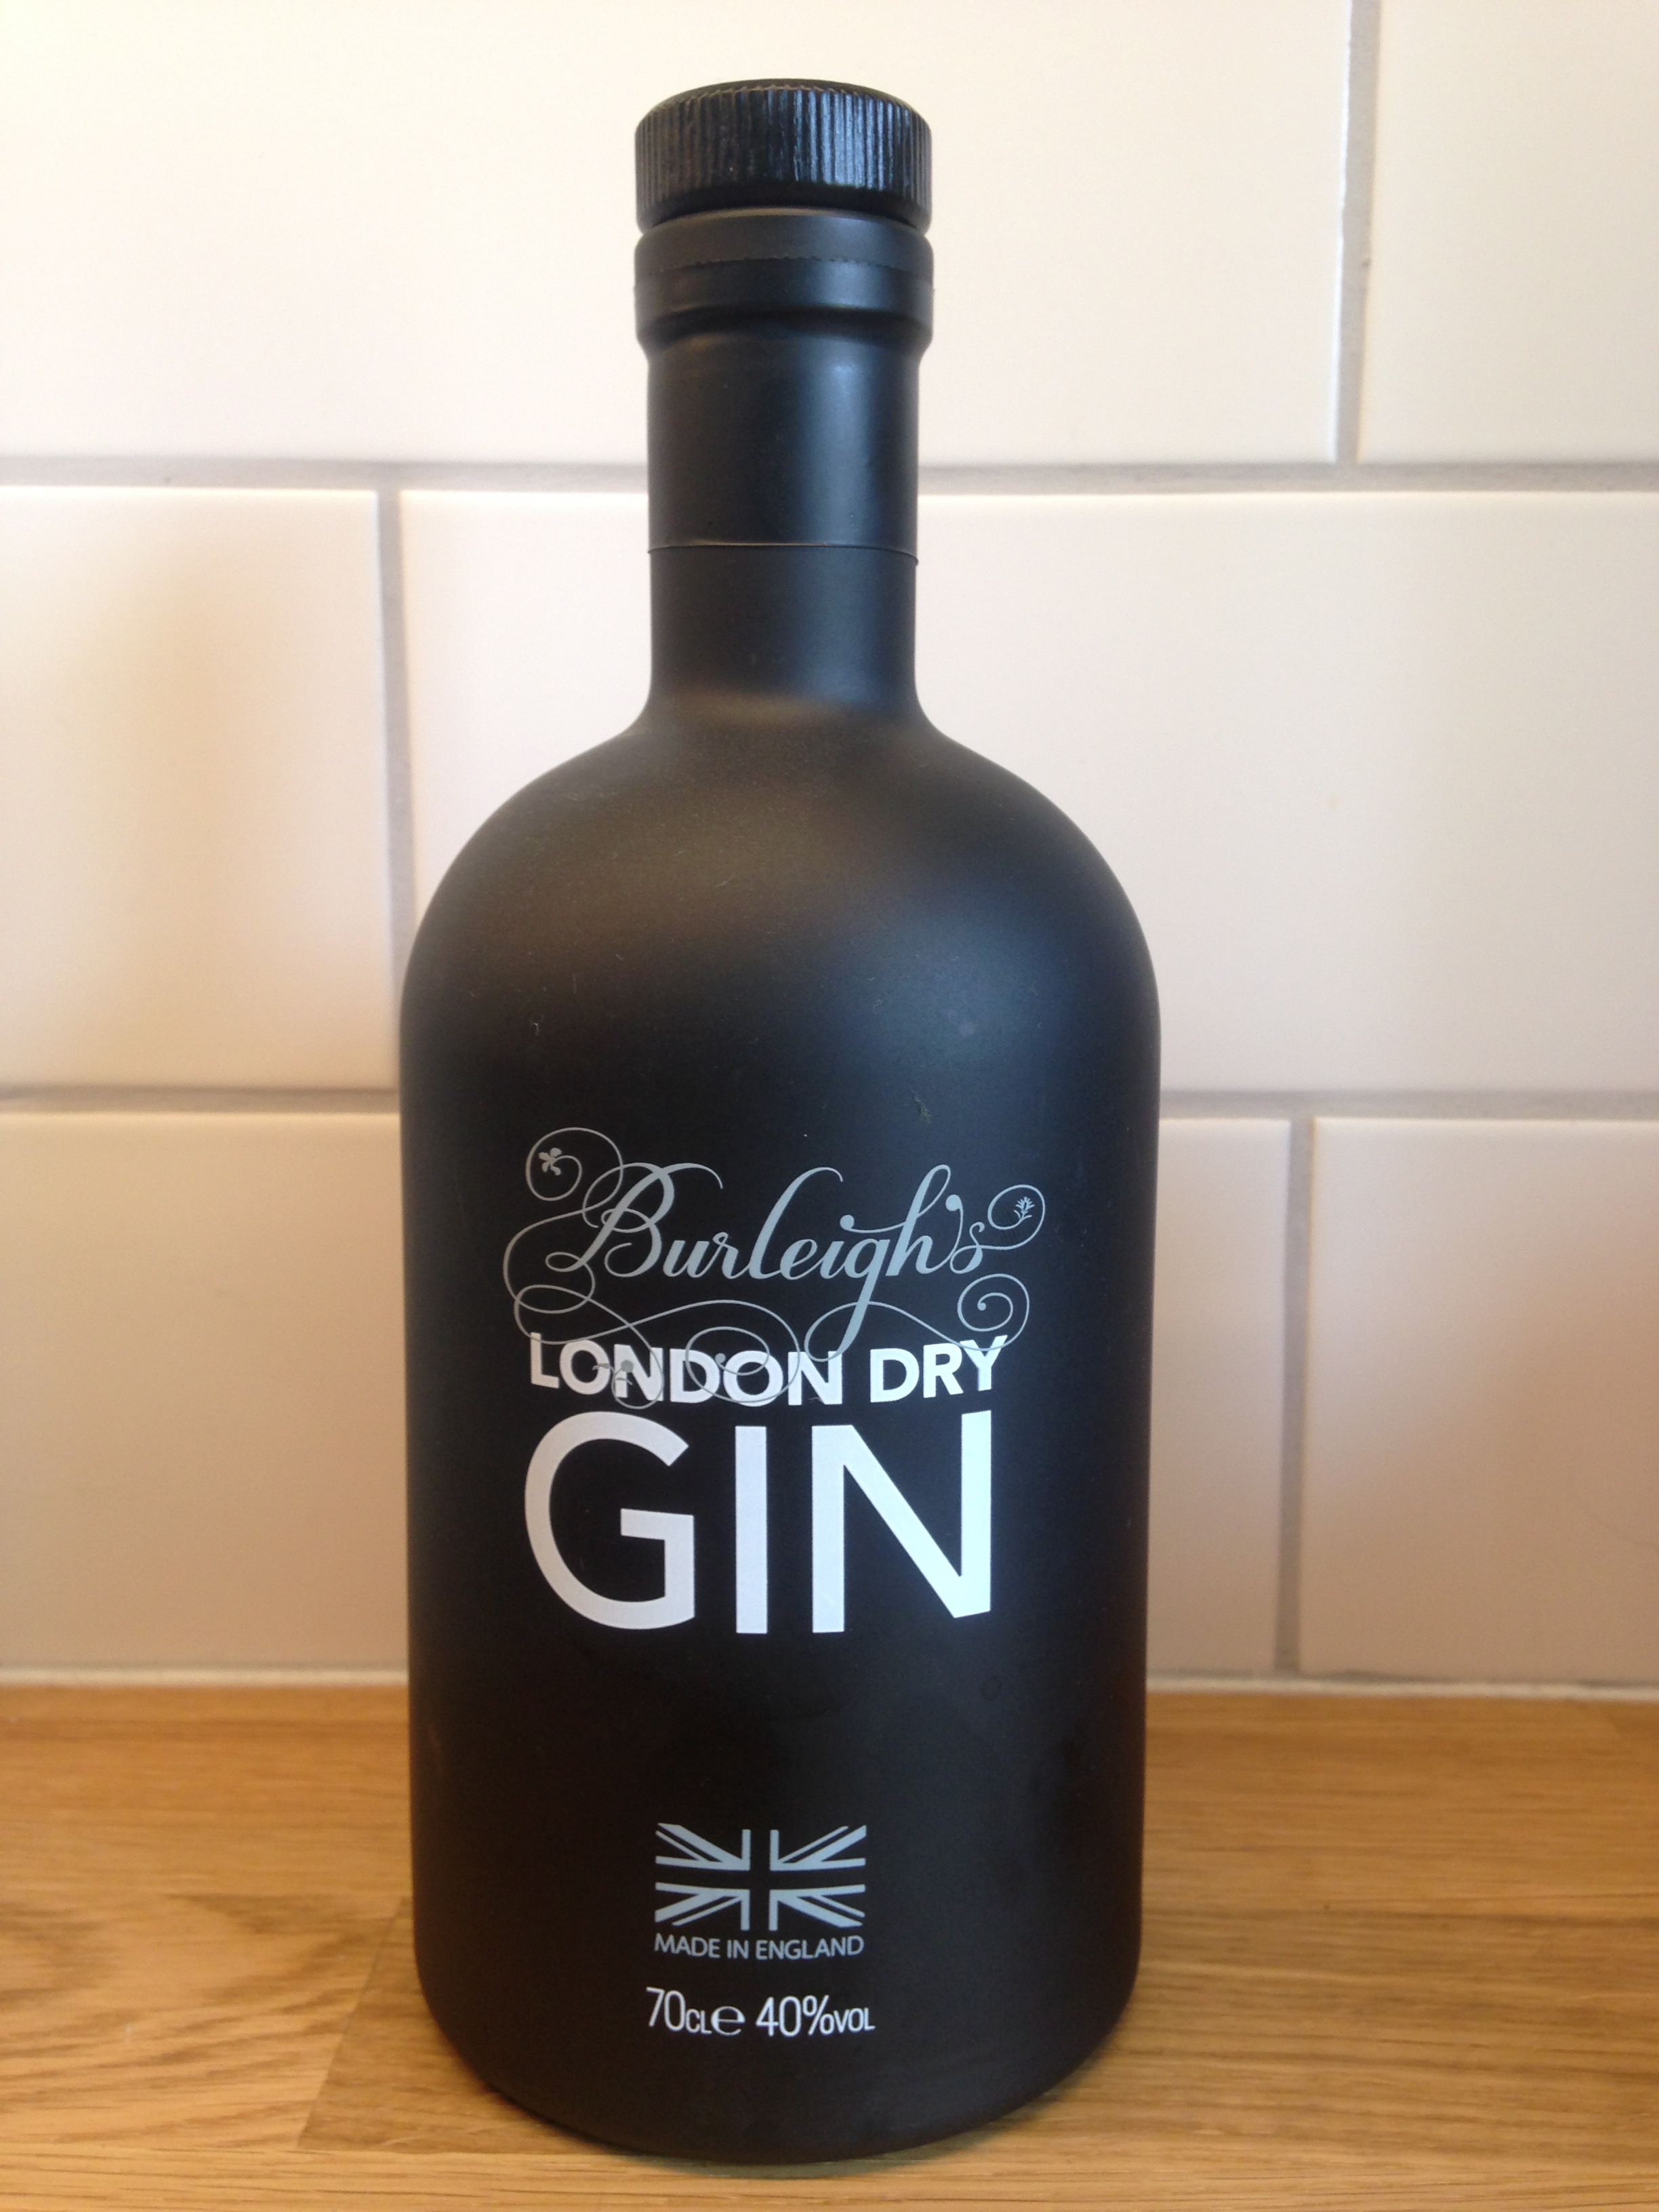 Burleigh's
LONDON DRY
GIN
MADE IN ENGLAND
70CL℮ 40%VOL